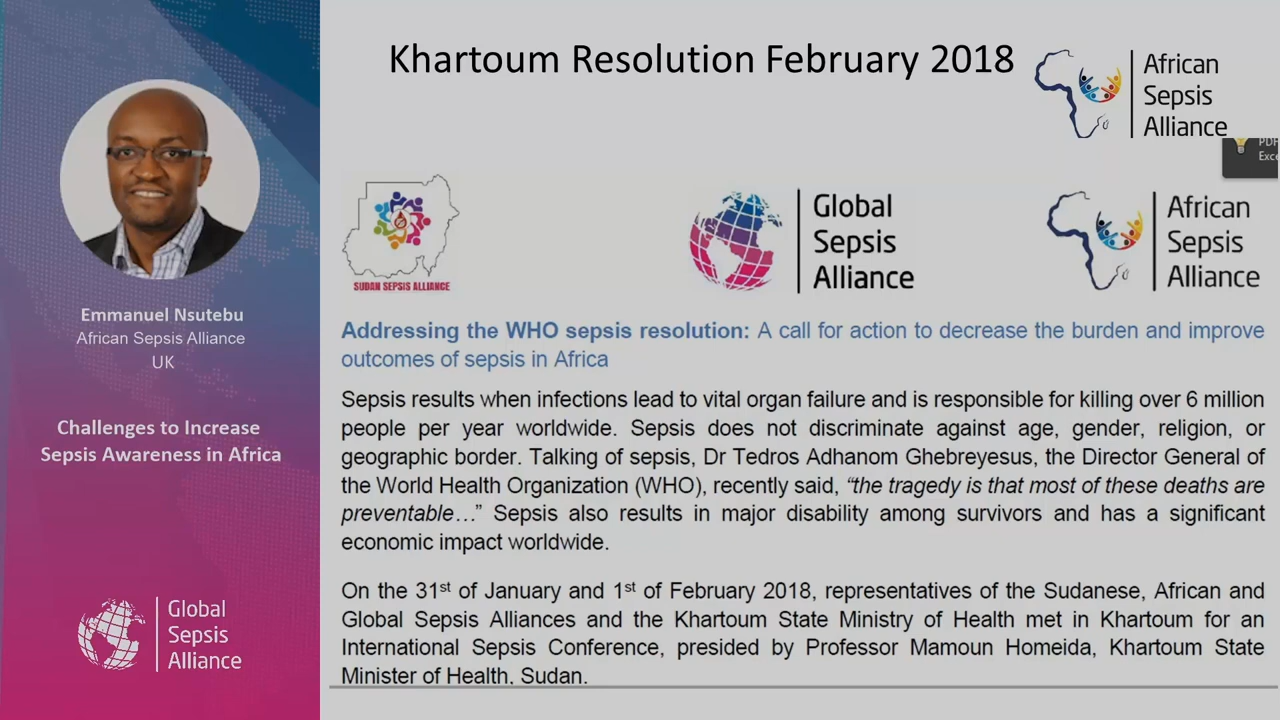 Khartoum Resolution February 2018
African
Sepsis
Alliance
PDF
Exce
SUDAN SEPSIS ALLIANCE
Global
Sepsis
Alliance
African
Sepsis
Alliance
Addressing the WHO sepsis resolution: A call for action to decrease the burden and improve
outcomes of sepsis in Africa
Sepsis results when infections lead to vital organ failure and is responsible for killing over 6 million
people per year worldwide. Sepsis does not discriminate against age, gender, religion, or
geographic border. Talking of sepsis, Dr Tedros Adhanom Ghebreyesus, the Director General of
the World Health Organization (WHO), recently said, “the tragedy is that most of these deaths are
preventable…” Sepsis also results in major disability among survivors and has a significant
economic impact worldwide.
On the 31st of January and 1st of February 2018, representatives of the Sudanese, African and
Global Sepsis Alliances and the Khartoum State Ministry of Health met in Khartoum for an
International Sepsis Conference, presided by Professor Mamoun Homeida, Khartoum State
Minister of Health, Sudan.
Emmanuel Nsutebu
African Sepsis Alliance
UK
Challenges to Increase
Sepsis Awareness in Africa
Global
Sepsis
Alliance